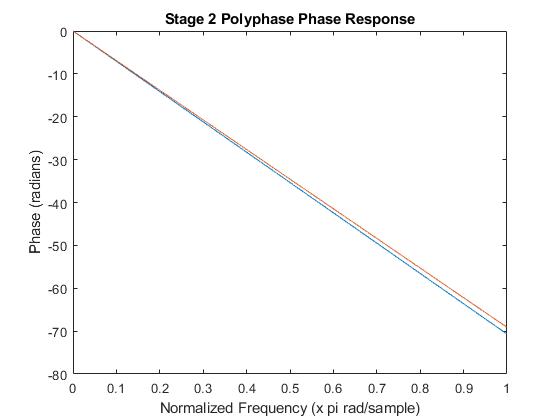 Stage 2 Polyphase Phase Response
0
-10
-20
-30
-40
-50
-60
-70
-80
Phase (radians)
0 0.1 0.2 0.3 0.4 0.5 0.6 0.7 0.8 0.9 1
Normalized Frequency (x pi rad/sample)